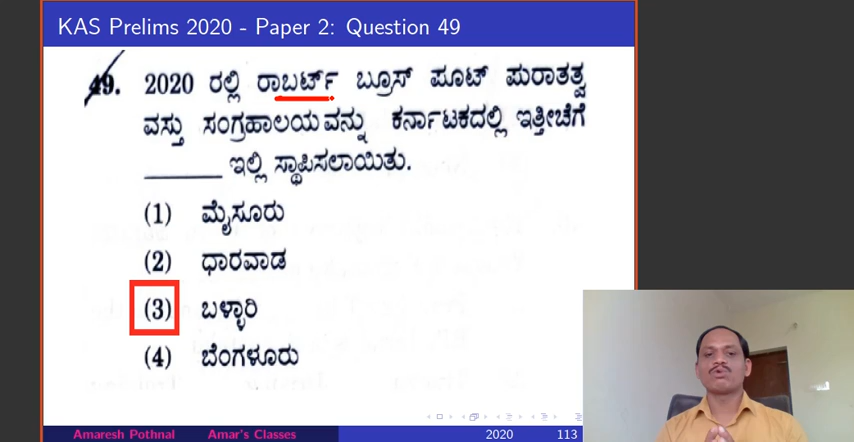 KAS Prelims 2020 - Paper 2: Question 49
49. 2020 ರಲ್ಲಿ ರಾಬರ್ಟ್ ಬ್ರೂಸ್ ಪೂಟ್ ಪುರಾತತ್ವ
ವಸ್ತು ಸಂಗ್ರಹಾಲಯವನ್ನು ಕರ್ನಾಟಕದಲ್ಲಿ ಇತ್ತೀಚೆಗೆ
______ ಇಲ್ಲಿ ಸ್ಥಾಪಿಸಲಾಯಿತು.
(1) ಮೈಸೂರು
(2) ಧಾರವಾಡ
(3) ಬಳ್ಳಾರಿ
(4) ಬೆಂಗಳೂರು
Amaresh Pothnal Amar's Classes 2020 113